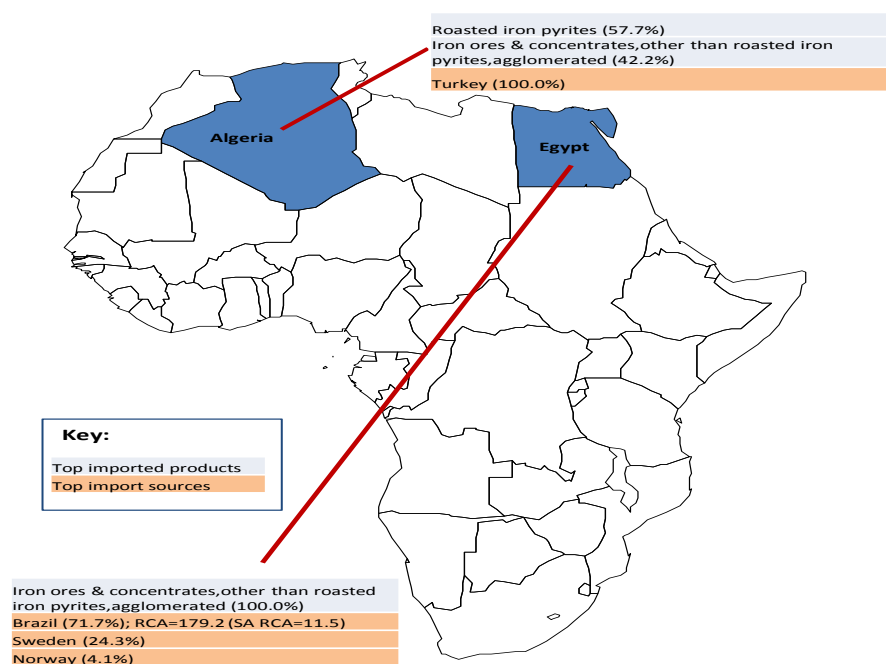 Roasted iron pyrites (57.7%)
Iron ores & concentrates,other than roasted iron
pyrites,agglomerated (42.2%)
Turkey (100.0%)
Algeria
Egypt
Key:
Top imported products
Top import sources
Iron ores & concentrates,other than roasted
iron pyrites,agglomerated (100.0%)
Brazil (71.7%); RCA=179.2 (SA RCA=11.5)
Sweden (24.3%)
Norway (4.1%)